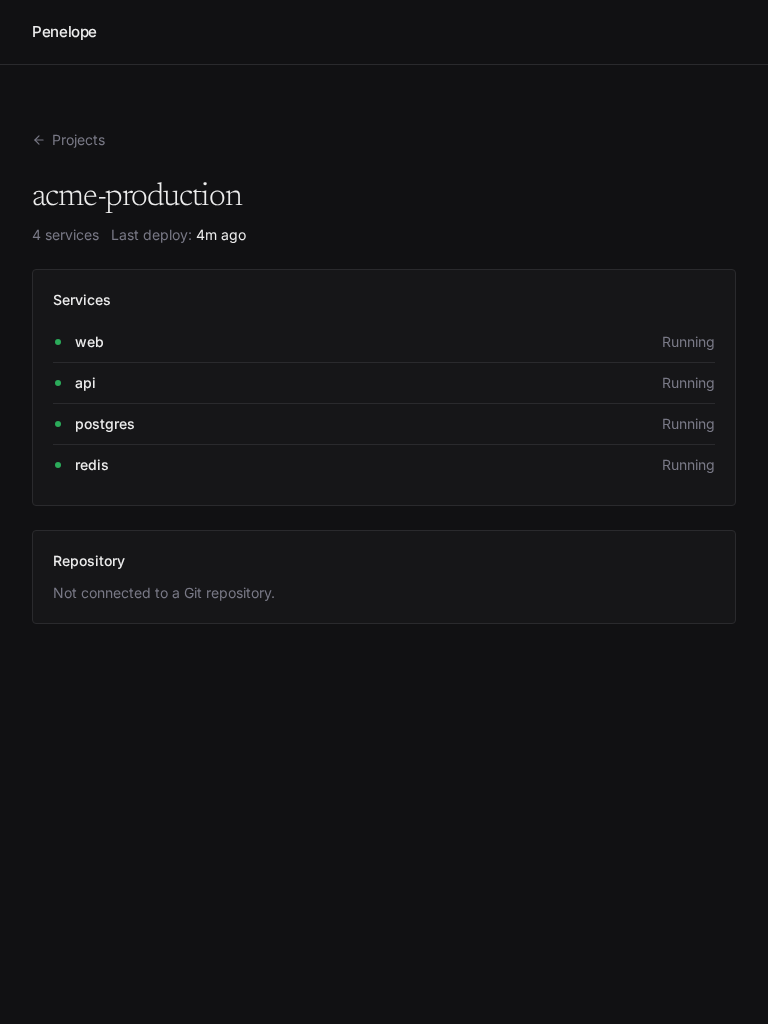 Penelope
← Projects
acme-production
4 services Last deploy: 4m ago
Services
web Running
api Running
postgres Running
redis Running
Repository
Not connected to a Git repository.